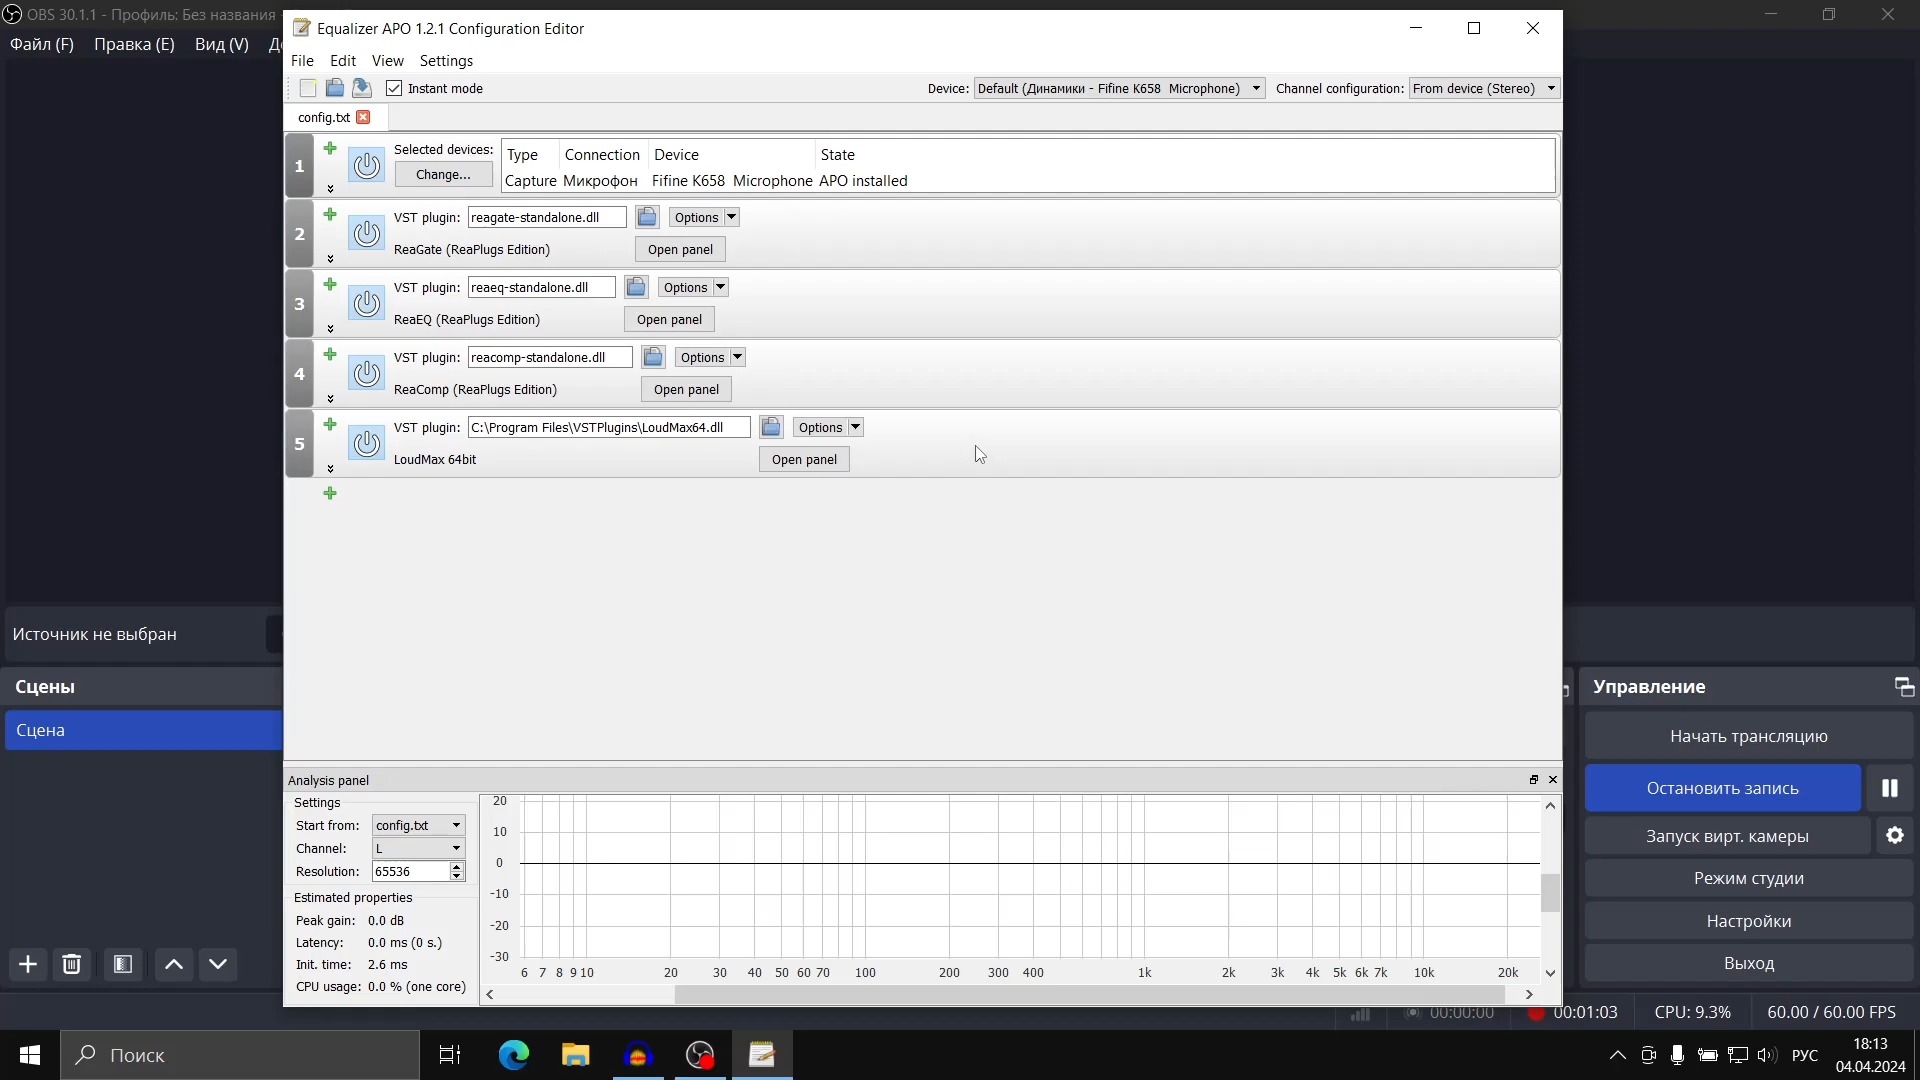 OBS 30.1.1 - Профиль: Без названия -
Файл (F) Правка (E) Вид (V) Д
Equalizer APO 1.2.1 Configuration Editor
File Edit View Settings
Instant mode
Device: Default (Динамики - Fifine K658 Microphone) Channel configuration: From device (Stereo)
config.txt
1
Selected devices:
Change...
Type Connection Device State
Capture Микрофон Fifine K658 Microphone APO installed
2
VST plugin: reagate-standalone.dll Options
ReaGate (ReaPlugs Edition) Open panel
3
VST plugin: reaeq-standalone.dll Options
ReaEQ (ReaPlugs Edition) Open panel
4
VST plugin: reacomp-standalone.dll Options
ReaComp (ReaPlugs Edition) Open panel
5
VST plugin: C:\Program Files\VSTPlugins\LoudMax64.dll Options
LoudMax 64bit Open panel
Источник не выбран
Сцены
Сцена
Analysis panel
Settings
Start from: config.txt
Channel: L
Resolution: 65536
Estimated properties
Peak gain: 0.0 dB
Latency: 0.0 ms (0 s.)
Init. time: 2.6 ms
CPU usage: 0.0 % (one core)
20
10
0
-10
-20
-30
6 7 8 9 10 20 30 40 50 60 70 100 200 300 400 1k 2k 3k 4k 5k 6k 7k 10k 20k
Управление
Начать трансляцию
Остановить запись
Запуск вирт. камеры
Режим студии
Настройки
Выход
00:00:00 00:01:03 CPU: 9.3% 60.00 / 60.00 FPS
Поиск
РУС
18:13
04.04.2024